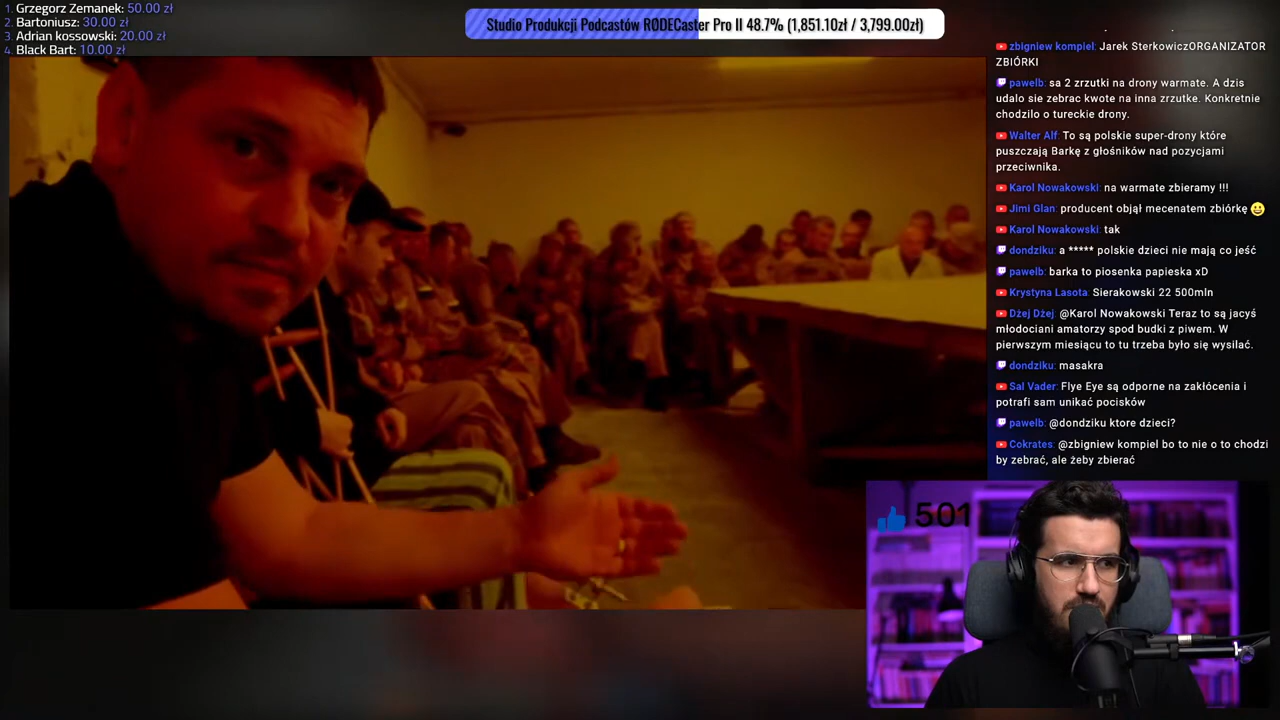 1. Grzegorz Zemanek: 50.00 zł
2. Bartoniusz: 30.00 zł
3. Adrian kossowski: 20.00 zł
4. Black Bart: 10.00 zł
Studio Produkcji Podcastów RØDECaster Pro II 48.7% (1,851.10zł / 3,799.00zł)
zbigniew kompiel: Jarek SterkowiczORGANIZATOR
ZBIÓRKI
pawelb: sa 2 zrzutki na drony warmate. A dzis
udalo sie zebrac kwote na inna zrzutke. Konkretnie
chodzilo o tureckie drony.
Walter Alf: To są polskie super-drony które
puszczają Barkę z głośników nad pozycjami
przeciwnika.
Karol Nowakowski: na warmate zbieramy !!!
Jimi Glan: producent objął mecenatem zbiórkę
Karol Nowakowski: tak
dondziku: a ***** polskie dzieci nie mają co jeść
pawelb: barka to piosenka papieska xD
Krystyna Lasota: Sierakowski 22 500mln
Dżej Dżej: @Karol Nowakowski Teraz to są jacyś
młodociani amatorzy spod budki z piwem. W
pierwszym miesiącu to tu trzeba było się wysilać.
dondziku: masakra
Sal Vader: Flye Eye są odporne na zakłócenia i
potrafi sam unikać pocisków
pawelb: @dondziku ktore dzieci?
Cokrates: @zbigniew kompiel bo to nie o to chodzi
by zebrać, ale żeby zbierać
501